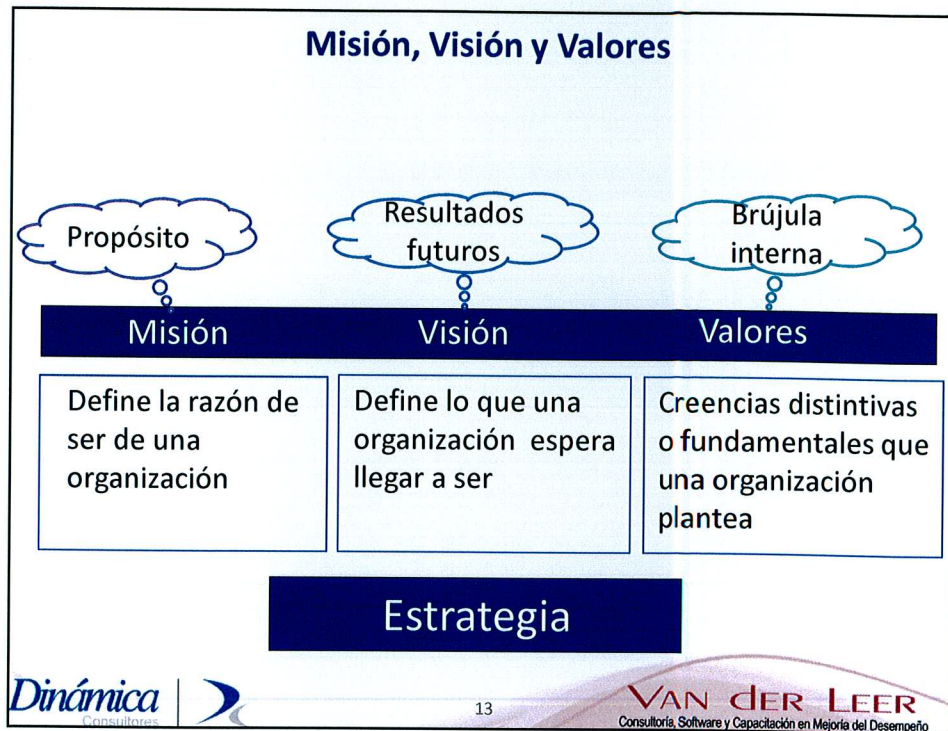 Misión, Visión y Valores
Propósito
Resultados
futuros
Brújula
interna
Misión
Visión
Valores
Define la razón de
ser de una
organización
Define lo que una
organización espera
llegar a ser
Creencias distintivas
o fundamentales que
una organización
plantea
Estrategia
Dinámica
Consultores
13
VAN dER LEER
Consultoría, Software y Capacitación en Mejoría del Desempeño